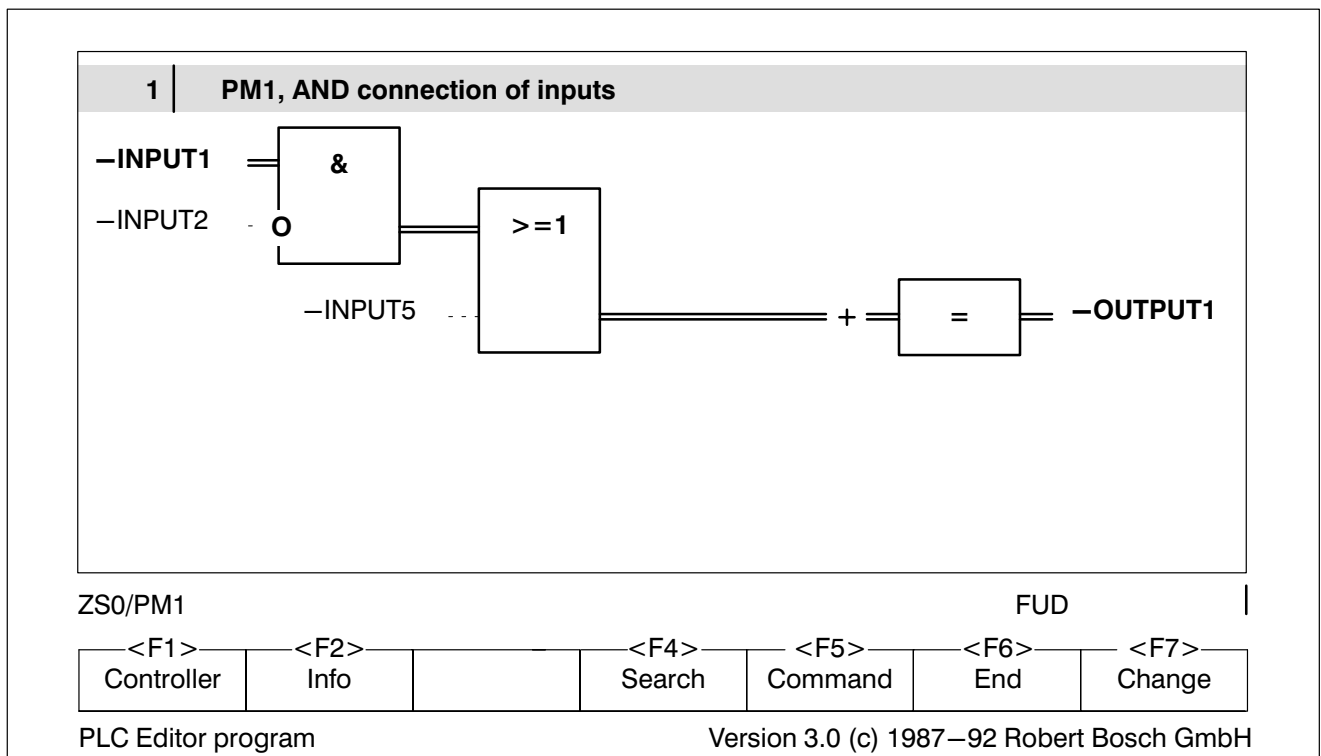 1 PM1, AND connection of inputs
–INPUT1 &
–INPUT2 O >=1
–INPUT5 + = –OUTPUT1
ZS0/PM1 FUD
<F1> <F2> <F4> <F5> <F6> <F7>
Controller Info Search Command End Change
PLC Editor program Version 3.0 (c) 1987–92 Robert Bosch GmbH